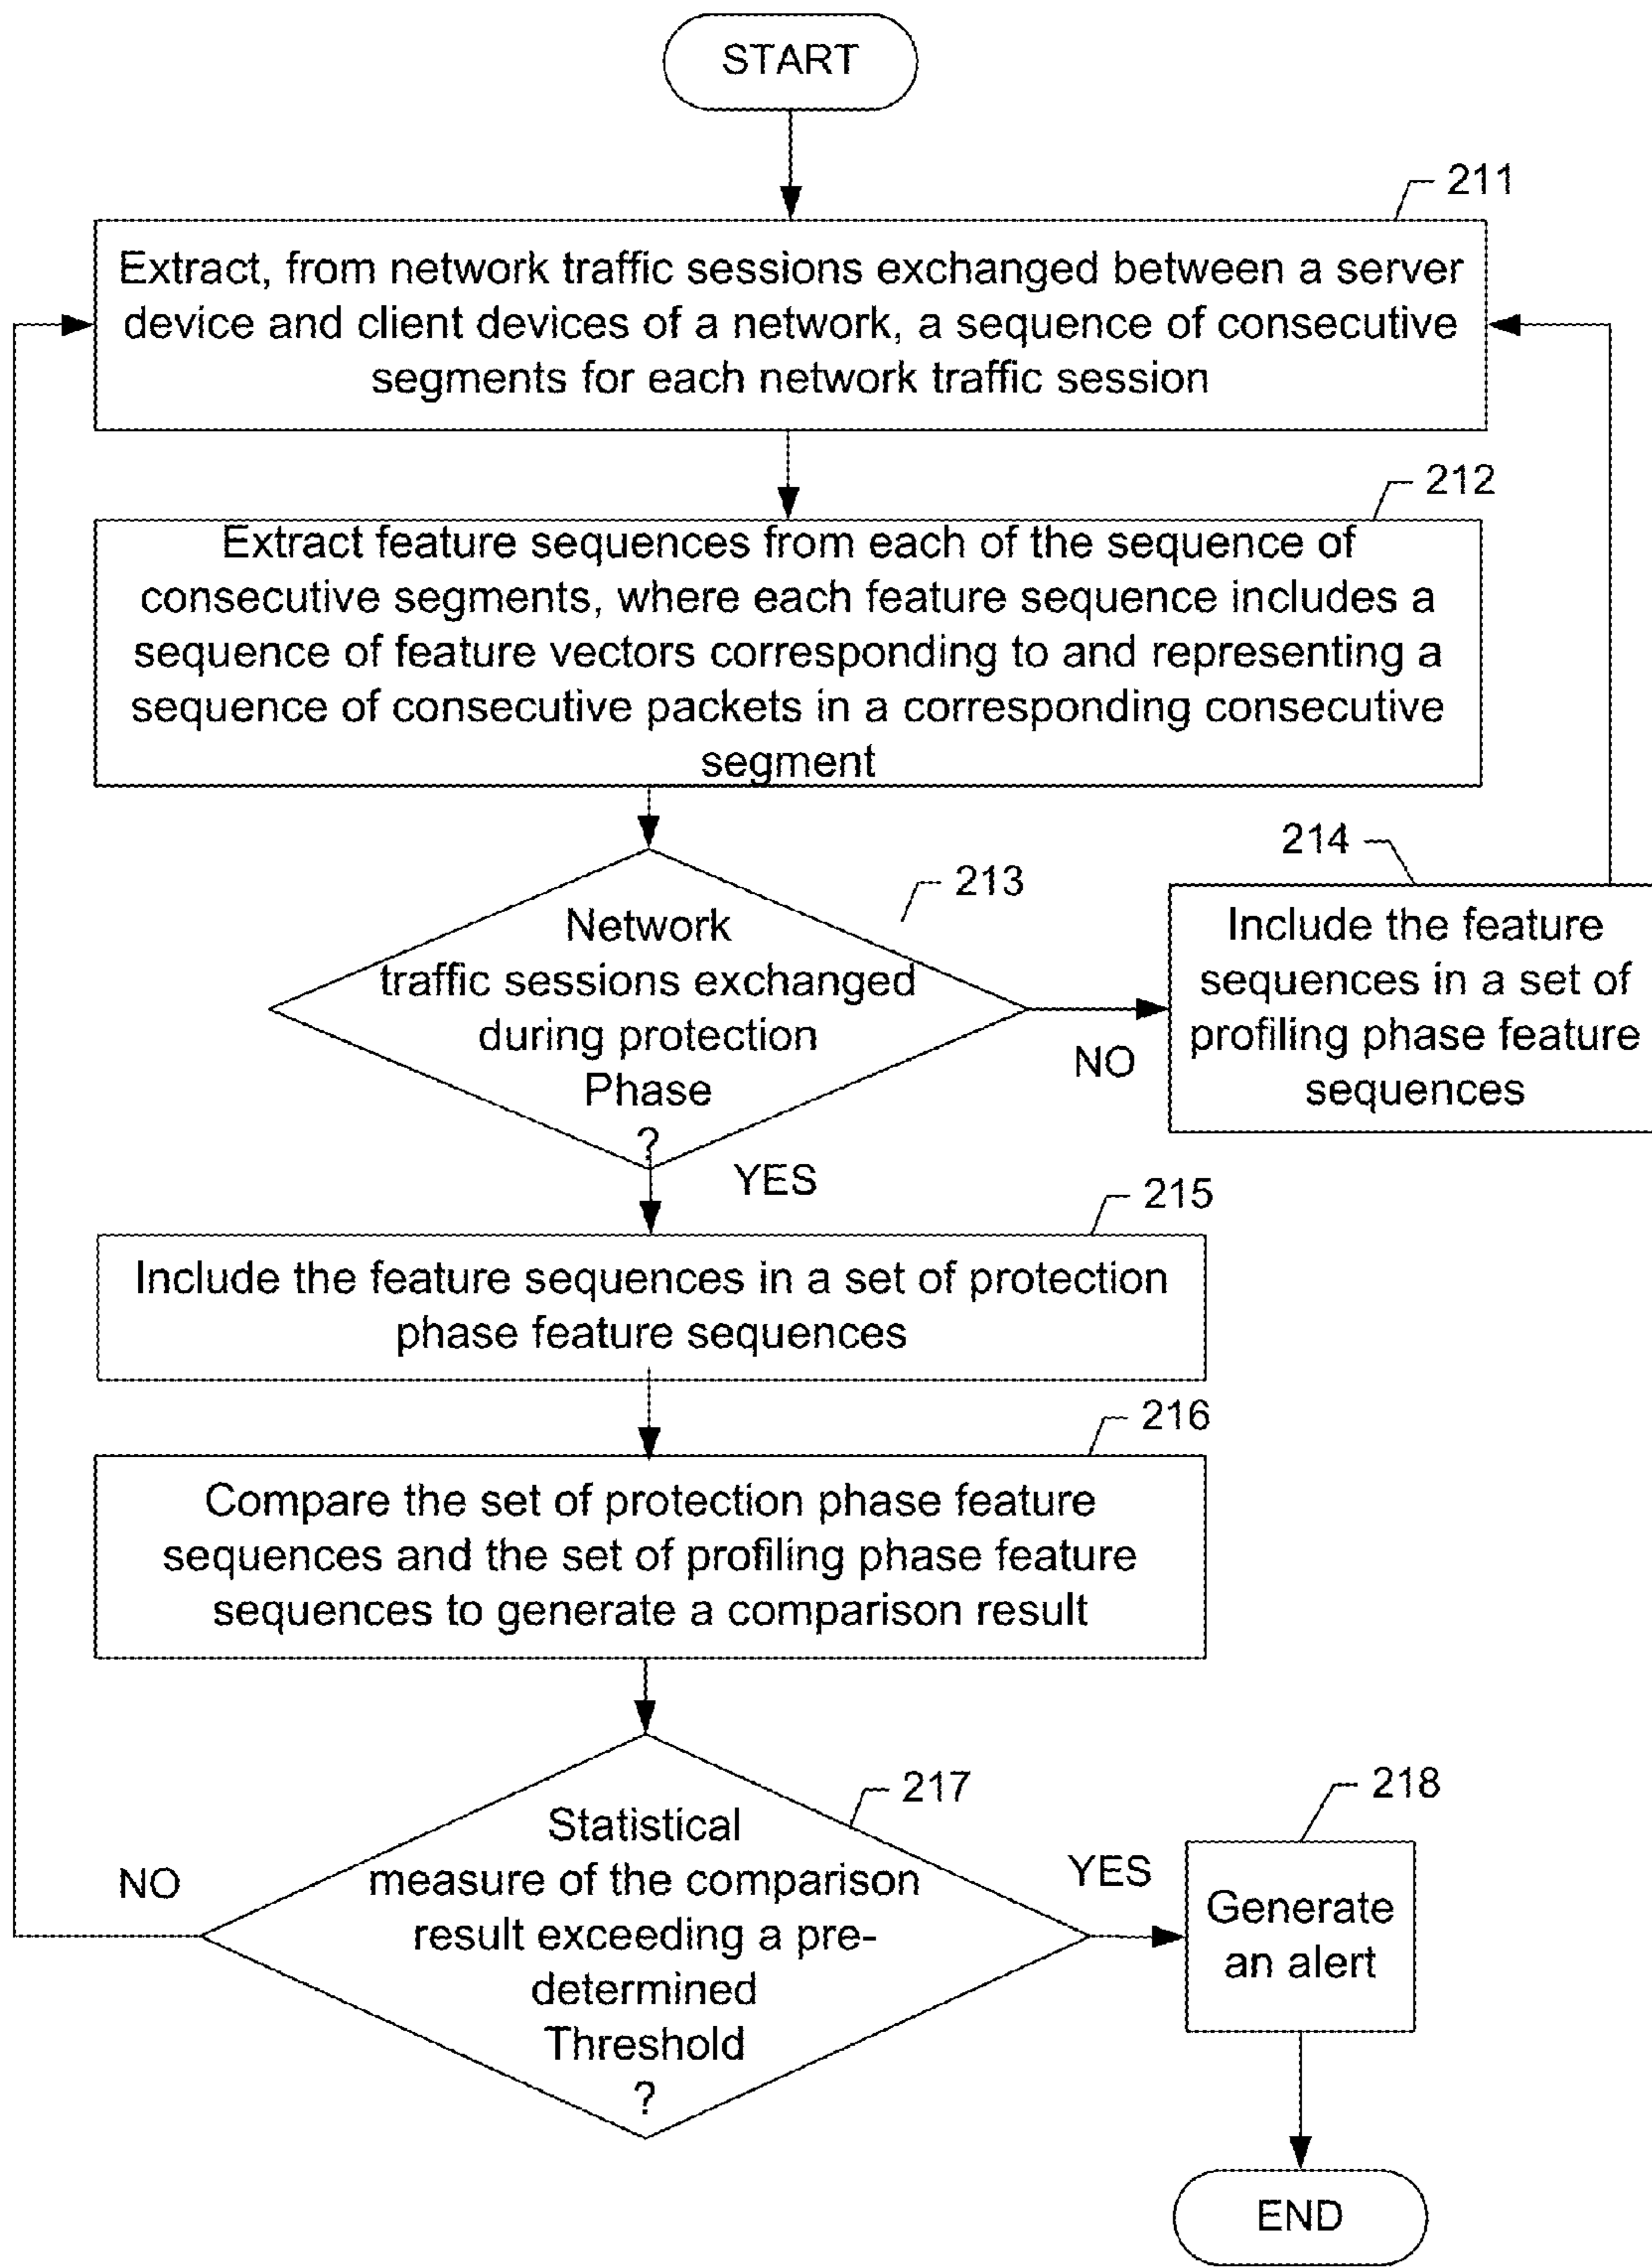 START
211
Extract, from network traffic sessions exchanged between a server
device and client devices of a network, a sequence of consecutive
segments for each network traffic session
212
Extract feature sequences from each of the sequence of
consecutive segments, where each feature sequence includes a
sequence of feature vectors corresponding to and representing a
sequence of consecutive packets in a corresponding consecutive
segment
213
Network
traffic sessions exchanged
during protection
Phase
?
NO
214
Include the feature
sequences in a set of
profiling phase feature
sequences
YES
215
Include the feature sequences in a set of protection
phase feature sequences
216
Compare the set of protection phase feature
sequences and the set of profiling phase feature
sequences to generate a comparison result
217
Statistical
measure of the comparison
result exceeding a pre-
determined
Threshold
?
NO
YES
218
Generate
an alert
END